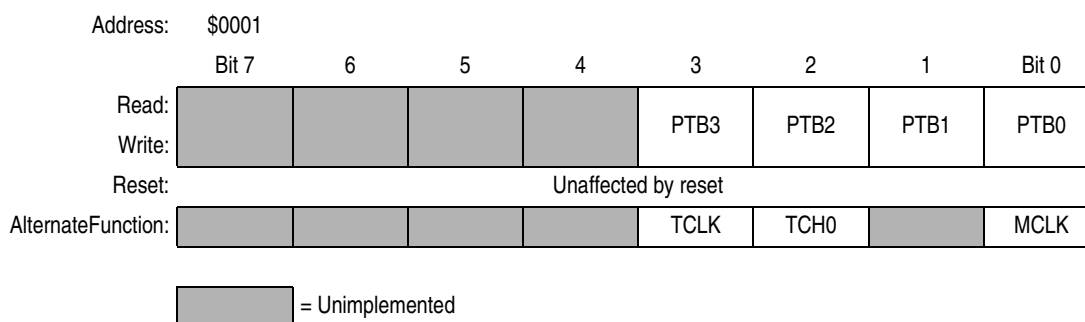 Address: $0001
Bit 7 6 5 4 3 2 1 Bit 0
Read:
PTB3 PTB2 PTB1 PTB0
Write:
Reset: Unaffected by reset
AlternateFunction: TCLK TCH0 MCLK
= Unimplemented